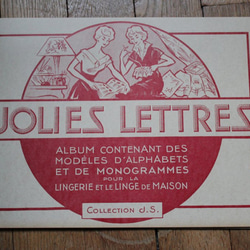 JOLIES LETTRES
ALBUM CONTENANT DES
MODÈLES D'ALPHABETS
ET DE MONOGRAMMES
POUR LA
LINGERIE ET LE LINGE DE MAISON
COLLECTION J.S.